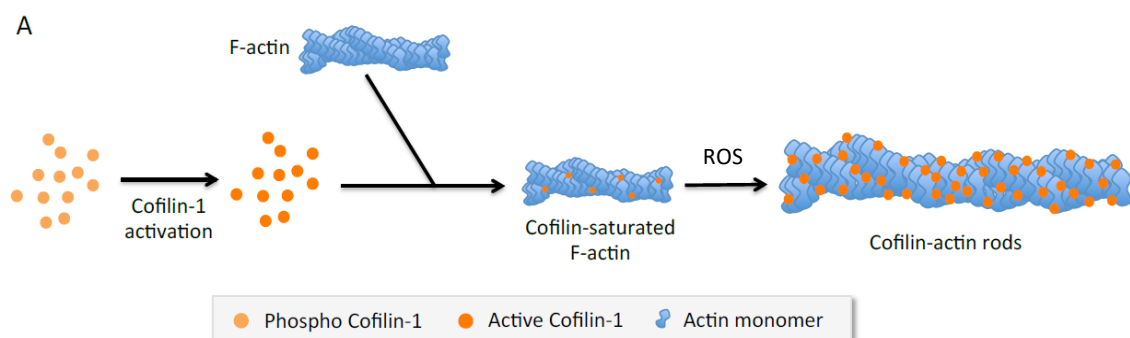 A
F-actin
Cofilin-1
activation
ROS
Cofilin-saturated
F-actin
Cofilin-actin rods
Phospho Cofilin-1 Active Cofilin-1 Actin monomer